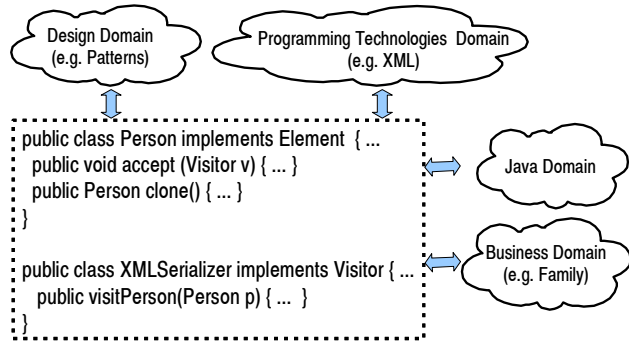 Design Domain
(e.g. Patterns)
Programming Technologies Domain
(e.g. XML)
public class Person implements Element { ...
public void accept (Visitor v) { ... }
public Person clone() { ... }
}
Java Domain
public class XMLSerializer implements Visitor { ...
public visitPerson(Person p) { ... }
}
Business Domain
(e.g. Family)